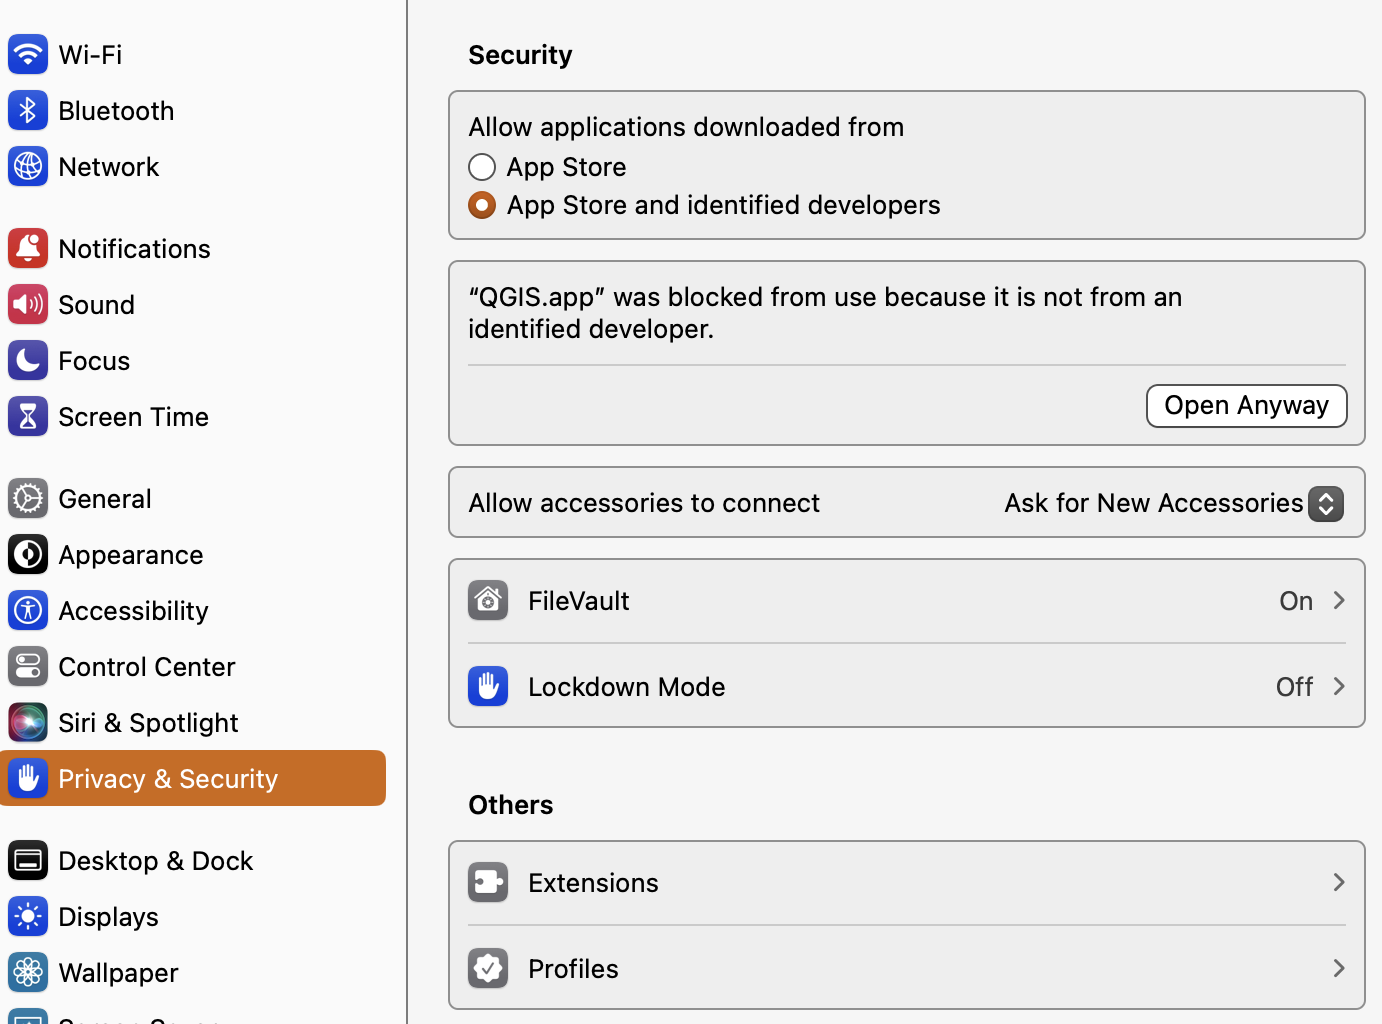 Wi-Fi
Bluetooth
Network
Notifications
Sound
Focus
Screen Time
General
Appearance
Accessibility
Control Center
Siri & Spotlight
Privacy & Security
Desktop & Dock
Displays
Wallpaper
Security
Allow applications downloaded from
App Store
App Store and identified developers
“QGIS.app” was blocked from use because it is not from an
identified developer.
Open Anyway
Allow accessories to connect Ask for New Accessories
FileVault On
Lockdown Mode Off
Others
Extensions
Profiles